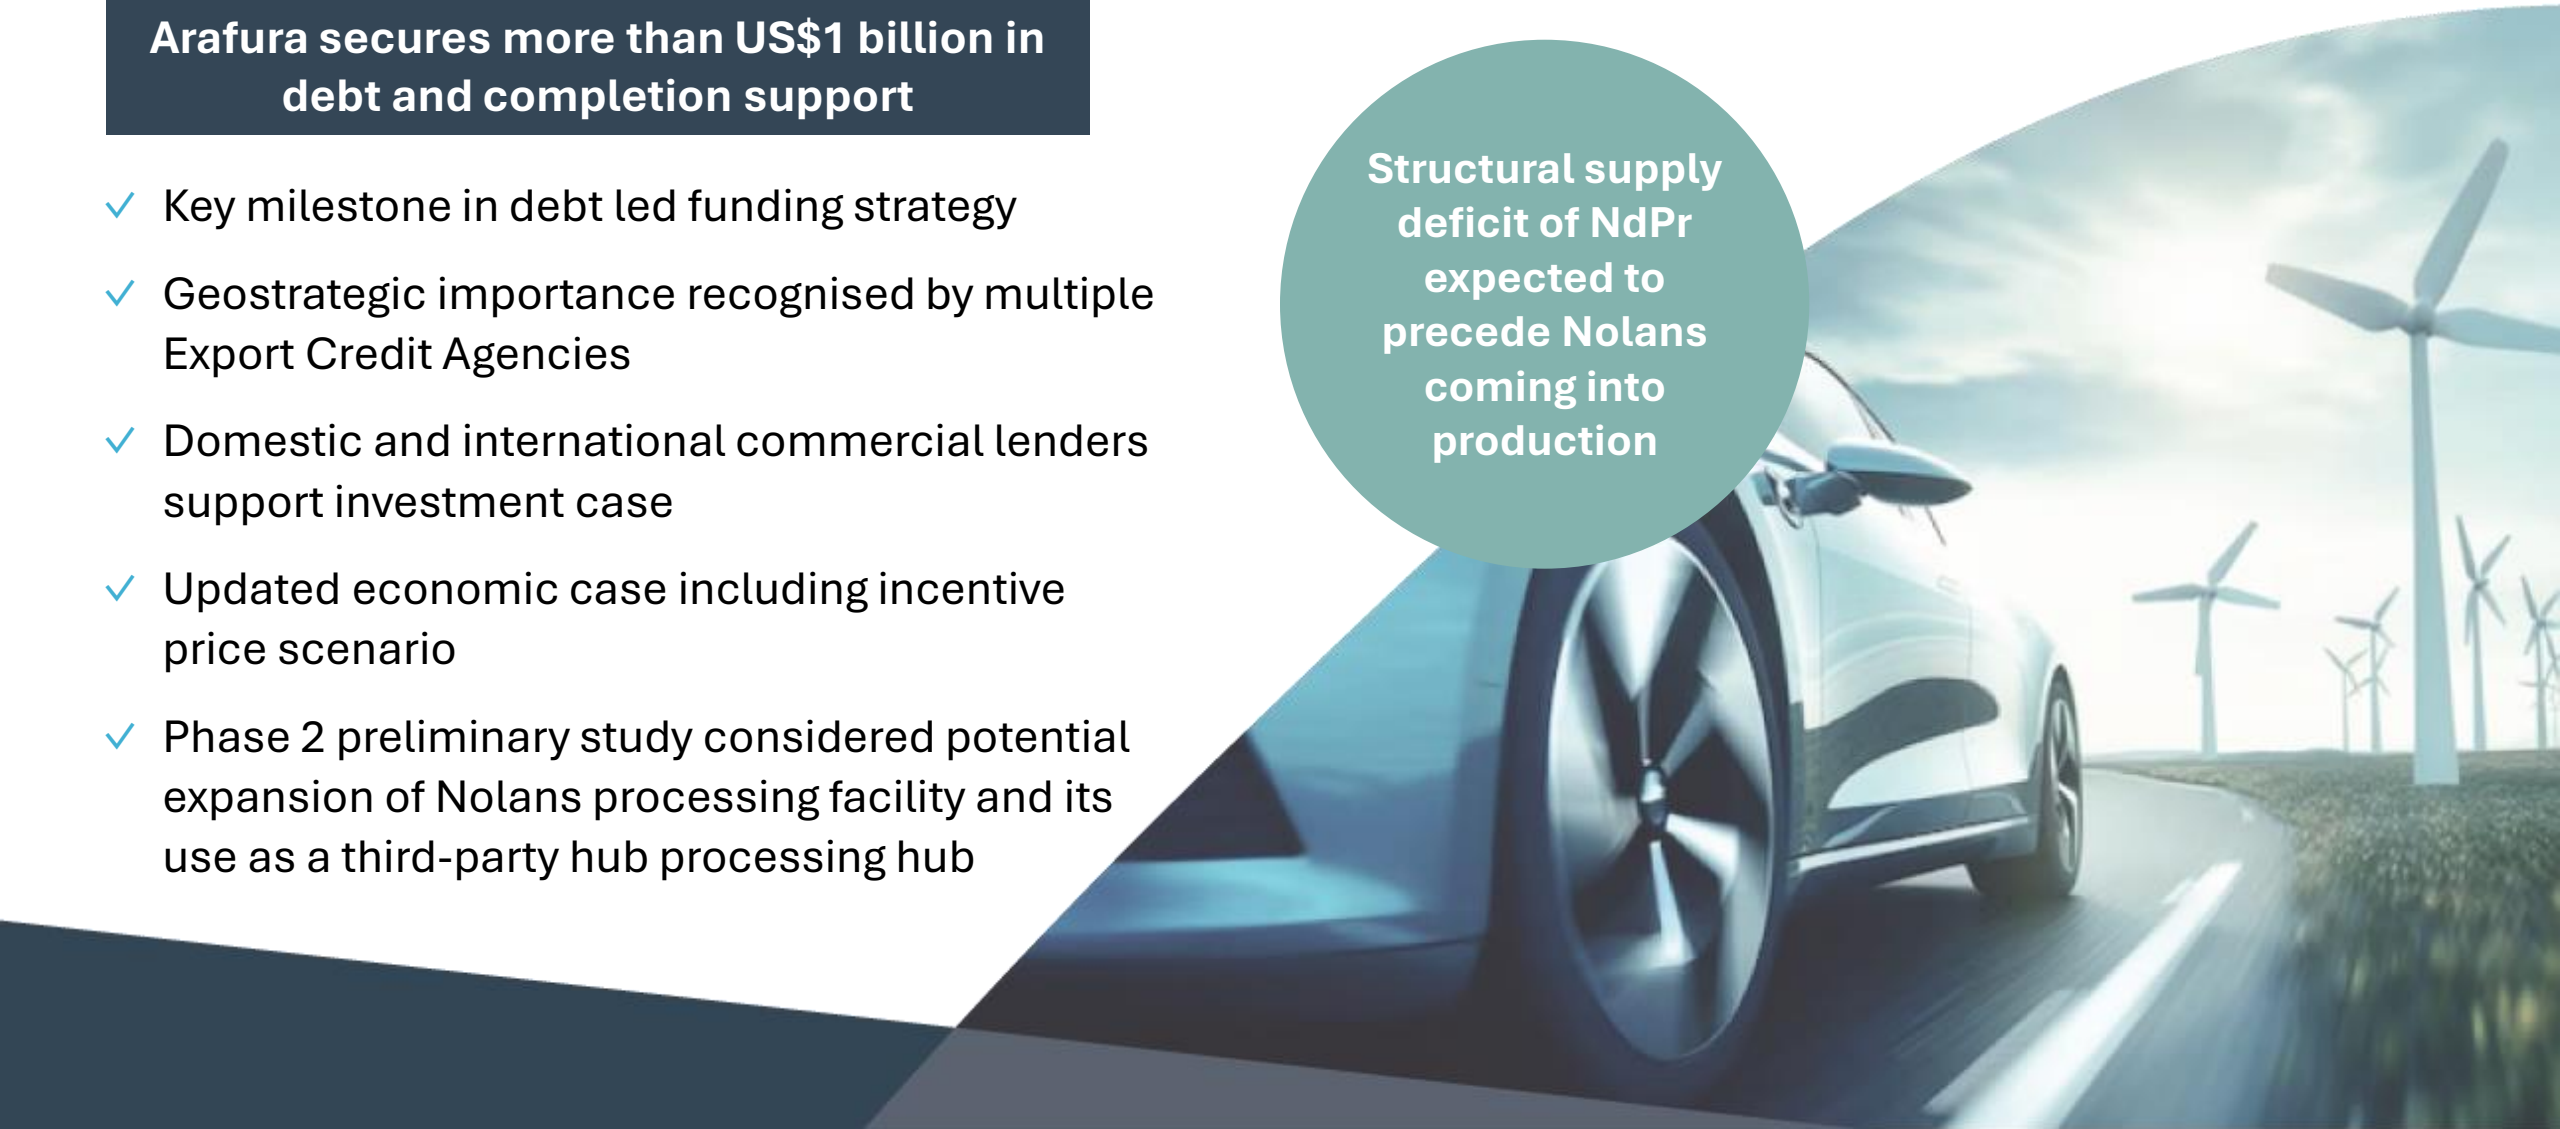 Arafura secures more than US$1 billion in
debt and completion support
Key milestone in debt led funding strategy
Geostrategic importance recognised by multiple
Export Credit Agencies
Domestic and international commercial lenders
support investment case
Updated economic case including incentive
price scenario
Phase 2 preliminary study considered potential
expansion of Nolans processing facility and its
use as a third-party hub processing hub
Structural supply
deficit of NdPr
expected to
precede Nolans
coming into
production